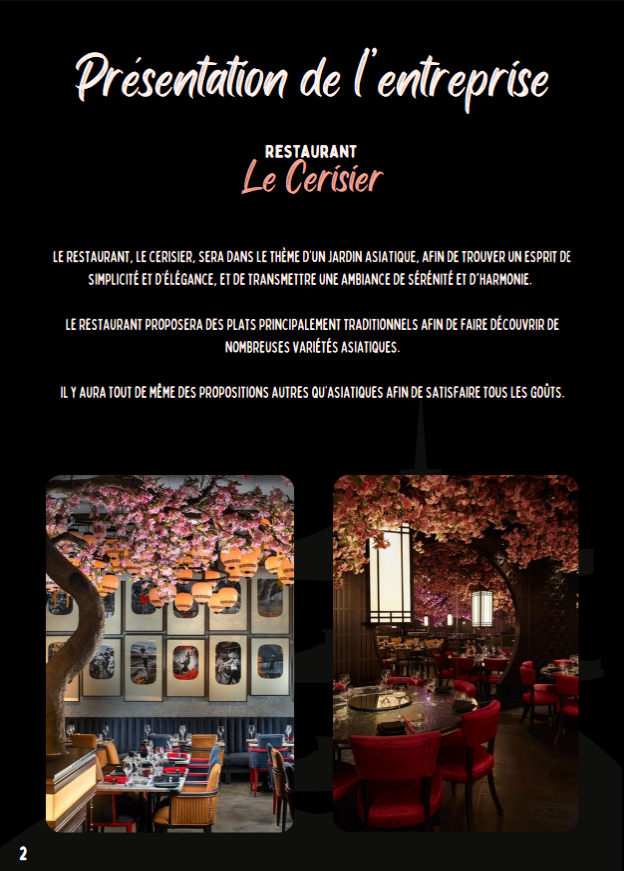 Présentation de l'entreprise
RESTAURANT
Le Cerisier
LE RESTAURANT, LE CERISIER, SERA DANS LE THÈME D'UN JARDIN ASIATIQUE, AFIN DE TROUVER UN ESPRIT DE
SIMPLICITÉ ET D'ÉLÉGANCE, ET DE TRANSMETTRE UNE AMBIANCE DE SÉRÉNITÉ ET D'HARMONIE.
LE RESTAURANT PROPOSERA DES PLATS PRINCIPALEMENT TRADITIONNELS AFIN DE FAIRE DÉCOUVRIR DE
NOMBREUSES VARIÉTÉS ASIATIQUES.
IL Y AURA TOUT DE MÊME DES PROPOSITIONS AUTRES QU'ASIATIQUES AFIN DE SATISFAIRE TOUS LES GOÛTS.
2